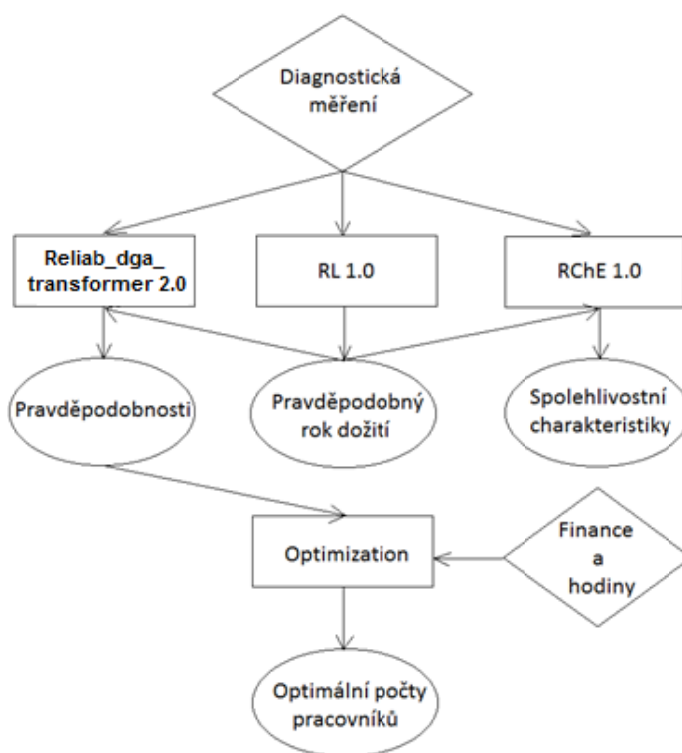 Diagnostická
měření
Reliab_dga_
transformer 2.0
RL 1.0
RChE 1.0
Pravděpodobnosti
Pravděpodobný
rok dožití
Spolehlivostní
charakteristiky
Optimization
Finance
a
hodiny
Optimální počty
pracovníků